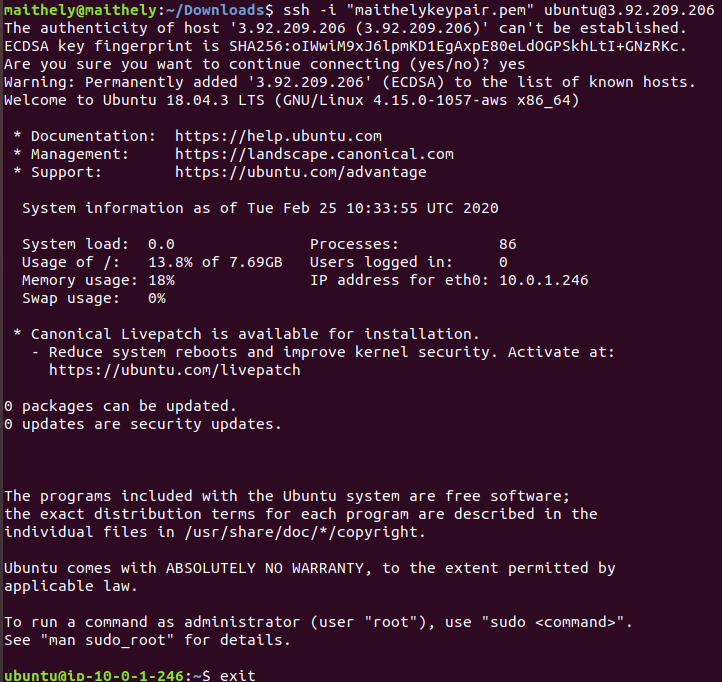 maithely@maithely:~/Downloads$ ssh -i "maithelykeypair.pem" ubuntu@3.92.209.206
The authenticity of host '3.92.209.206 (3.92.209.206)' can't be established.
ECDSA key fingerprint is SHA256:oIWwiM9xJ6lpmKD1EgAxpE80eLdOGPSkhLtI+GNzRKc.
Are you sure you want to continue connecting (yes/no)? yes
Warning: Permanently added '3.92.209.206' (ECDSA) to the list of known hosts.
Welcome to Ubuntu 18.04.3 LTS (GNU/Linux 4.15.0-1057-aws x86_64)
* Documentation:  https://help.ubuntu.com
* Management:     https://landscape.canonical.com
* Support:        https://ubuntu.com/advantage
System information as of Tue Feb 25 10:33:55 UTC 2020
System load:  0.0                Processes:           86
Usage of /:   13.8% of 7.69GB   Users logged in:     0
Memory usage: 18%                IP address for eth0: 10.0.1.246
Swap usage:   0%
* Canonical Livepatch is available for installation.
- Reduce system reboots and improve kernel security. Activate at:
https://ubuntu.com/livepatch
0 packages can be updated.
0 updates are security updates.
The programs included with the Ubuntu system are free software;
the exact distribution terms for each program are described in the
individual files in /usr/share/doc/*/copyright.
Ubuntu comes with ABSOLUTELY NO WARRANTY, to the extent permitted by
applicable law.
To run a command as administrator (user "root"), use "sudo <command>".
See "man sudo_root" for details.
ubuntu@ip-10-0-1-246:~$ exit